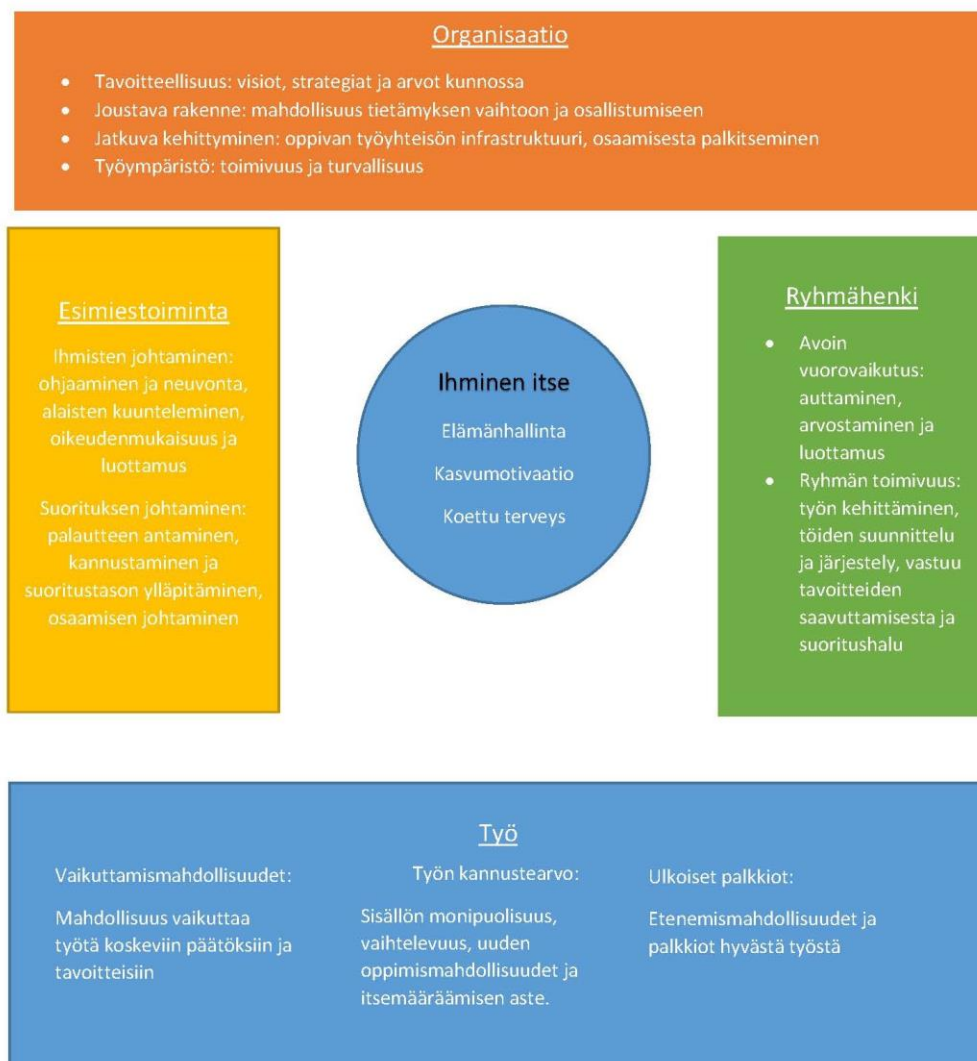 Organisaatio
• Tavoitteellisuus: visiot, strategiat ja arvot kunnossa
• Joustava rakenne: mahdollisuus tietämyksen vaihtoon ja osallistumiseen
• Jatkuva kehittyminen: oppivan työyhteisön infrastruktuuri, osaamisesta palkitseminen
• Työympäristö: toimivuus ja turvallisuus
Esimiestoiminta
Ihmisten johtaminen:
ohjaaminen ja neuvonta,
alaisten kuunteleminen,
oikeudenmukaisuus ja
luottamus
Suorituksen johtaminen:
palautteen antaminen,
kannustaminen ja
suoritustason ylläpitäminen,
osaamisen johtaminen
Ihminen itse
Elämänhallinta
Kasvumotivaatio
Koettu terveys
Ryhmähenki
• Avoin
vuorovaikutus:
auttaminen,
arvostaminen ja
luottamus
• Ryhmän toimivuus:
työn kehittäminen,
töiden suunnittelu
ja järjestely, vastuu
tavoitteiden
saavuttamisesta ja
suoritushalu
Työ
Vaikuttamismahdollisuudet:
Mahdollisuus vaikuttaa
työtä koskeviin päätöksiin ja
tavoitteisiin
Työn kannustearvo:
Sisällön monipuolisuus,
vaihtelevuus, uuden
oppimismahdollisuudet ja
itsemääräämisen aste.
Ulkoiset palkkiot:
Etenemismahdollisuudet ja
palkkiot hyvästä työstä